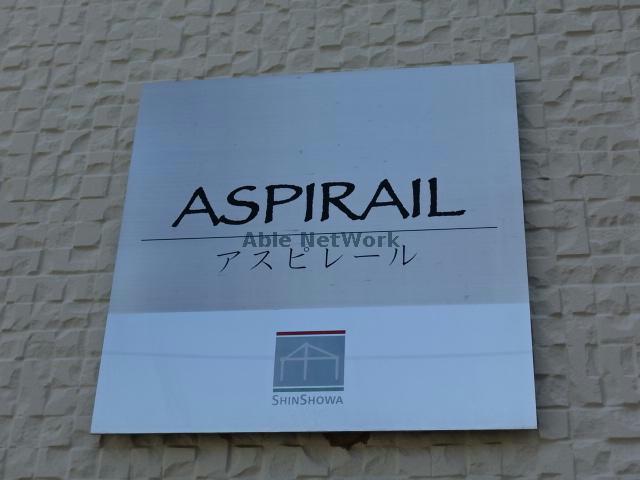 ASPIRAIL
Able NetWork
アスピレール
SHINSHOWA